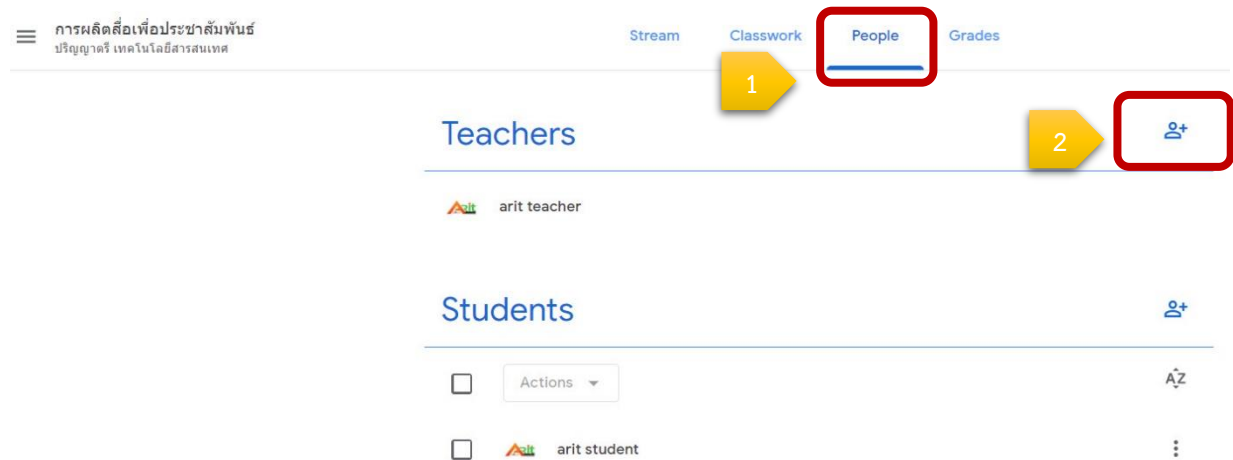 การผลิตสื่อเพื่อประชาสัมพันธ์
ปริญญาตรี เทคโนโลยีสารสนเทศ
Stream Classwork People Grades
1
Teachers
2
Arit arit teacher
Students
Actions
AZ
Arit arit student